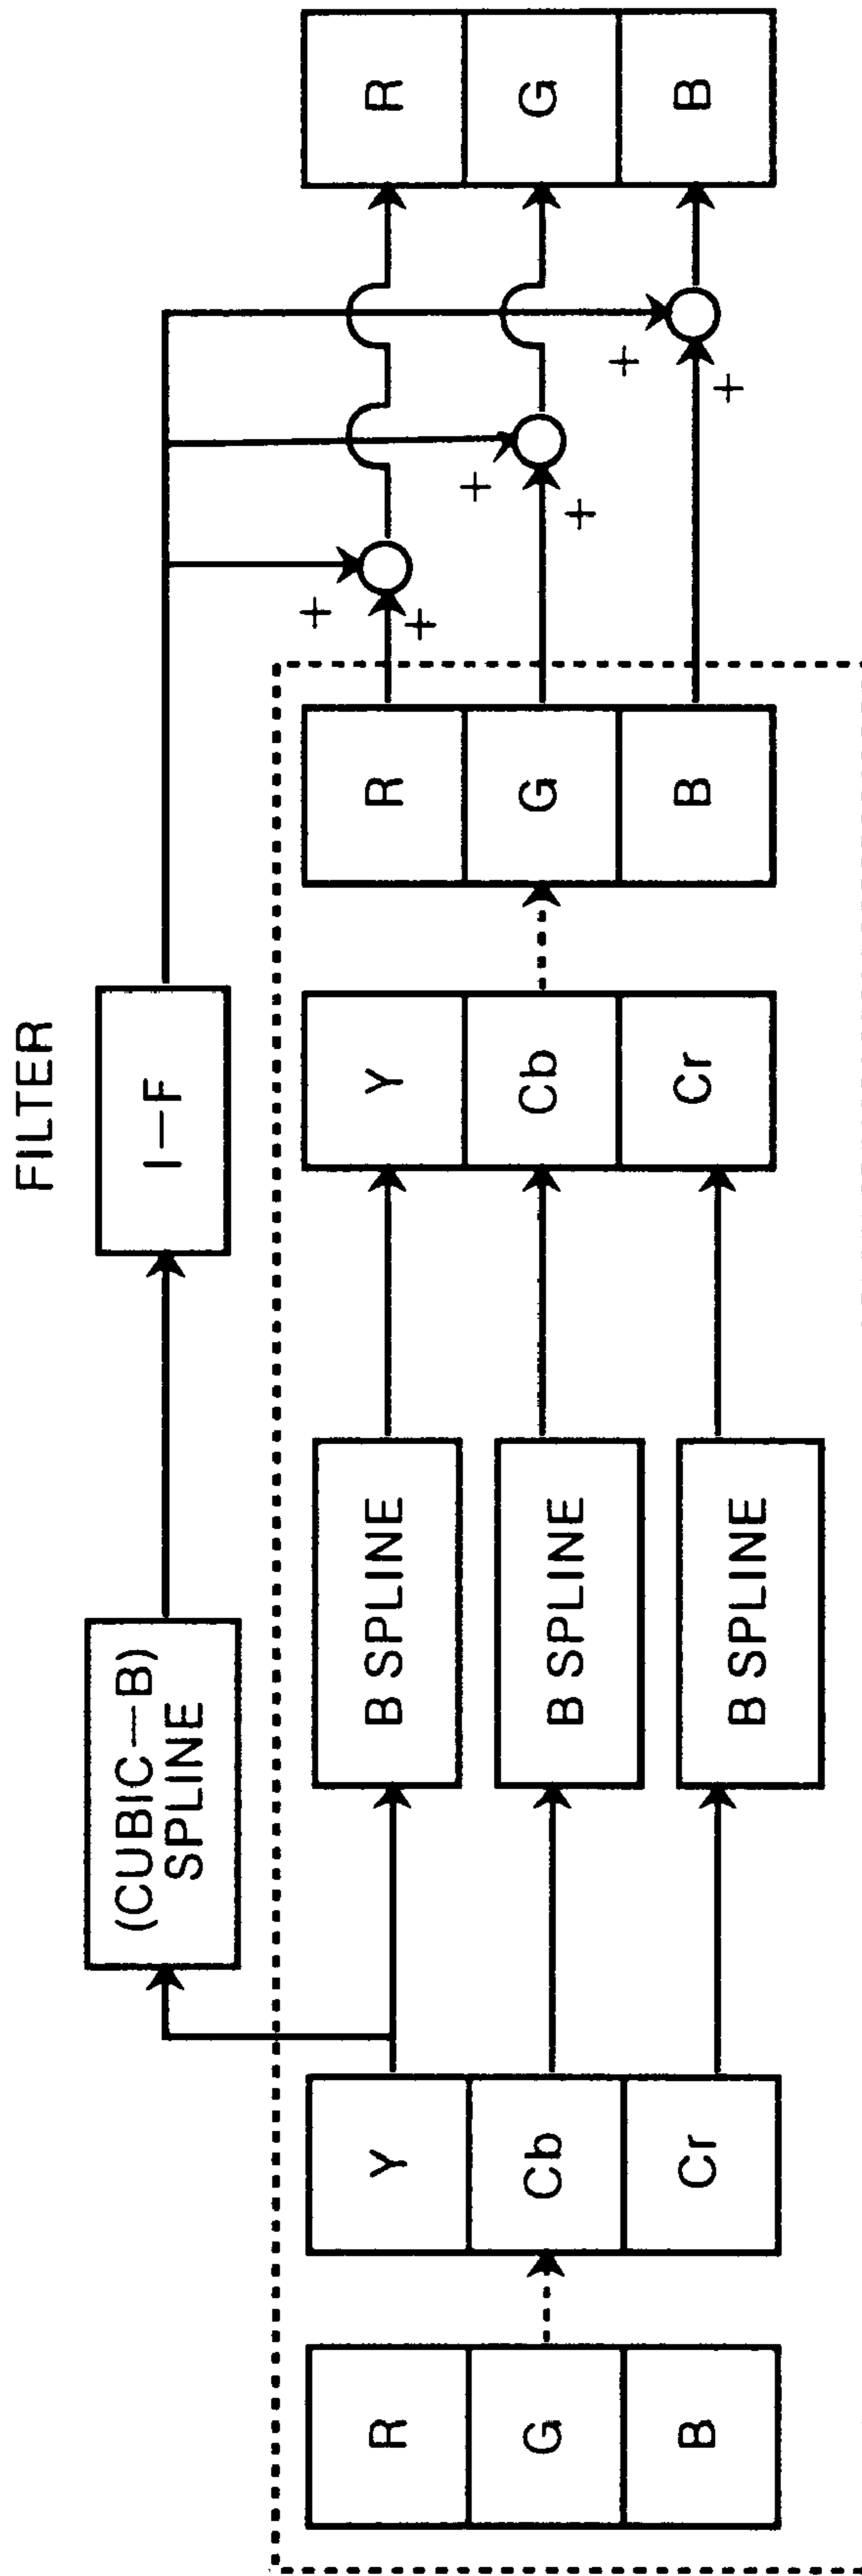 FILTER
(CUBIC—B)
SPLINE
I—F
R
G
B
Y
Cb
Cr
B SPLINE
B SPLINE
B SPLINE
Y
Cb
Cr
R
G
B
+
+
+
+
+
+
R
G
B